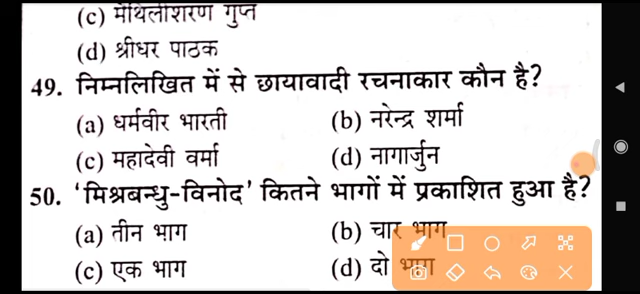 (c) मैथिलीशरण गुप्त
(d) श्रीधर पाठक
49. निम्नलिखित में से छायावादी रचनाकार कौन है?
(a) धर्मवीर भारती (b) नरेन्द्र शर्मा
(c) महादेवी वर्मा (d) नागार्जुन
50. 'मिश्रबन्धु-विनोद' कितने भागों में प्रकाशित हुआ है?
(a) तीन भाग (b) चार भाग
(c) एक भाग (d) दो भाग